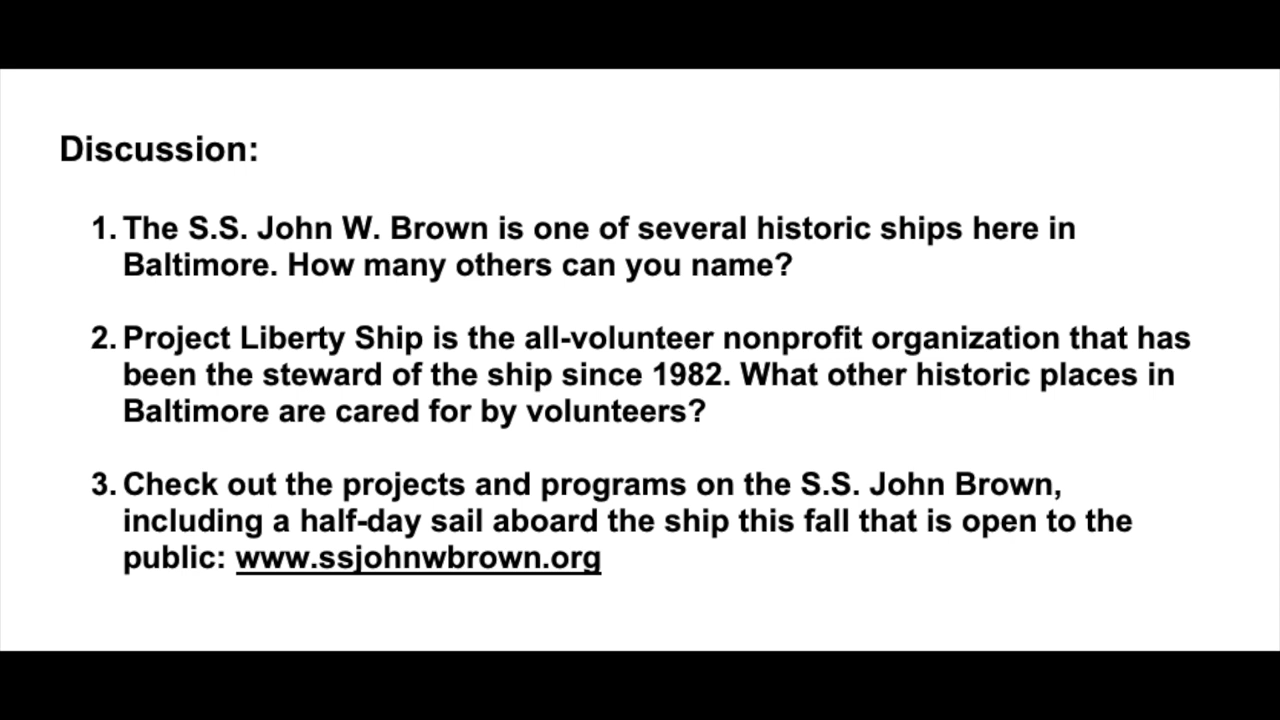 Discussion:
1. The S.S. John W. Brown is one of several historic ships here in
Baltimore. How many others can you name?
2. Project Liberty Ship is the all-volunteer nonprofit organization that has
been the steward of the ship since 1982. What other historic places in
Baltimore are cared for by volunteers?
3. Check out the projects and programs on the S.S. John Brown,
including a half-day sail aboard the ship this fall that is open to the
public: www.ssjohnwbrown.org